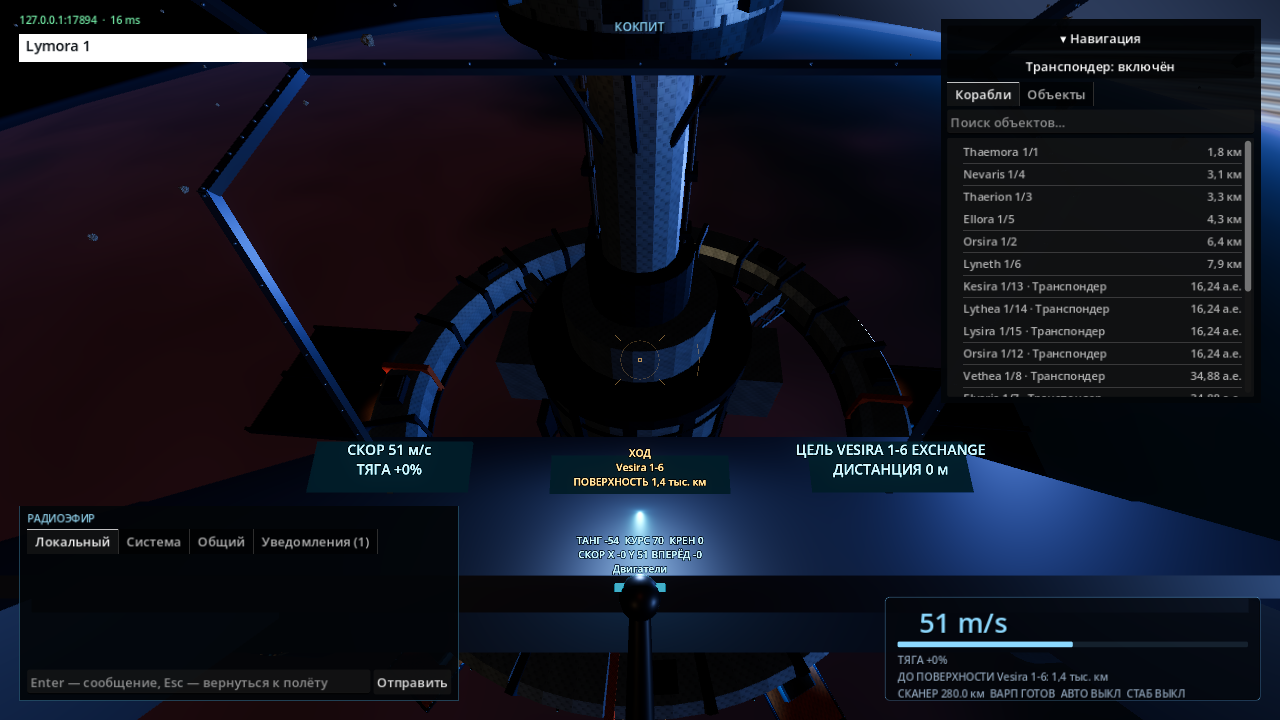 127.0.0.1:17894 · 16 ms
Lymora 1
КОКПИТ
▾ Навигация
Транспондер: включён
Корабли Объекты
Поиск объектов...
Thaemora 1/1 1,8 км
Nevaris 1/4 3,1 км
Thaerion 1/3 3,3 км
Ellora 1/5 4,3 км
Orsira 1/2 6,4 км
Lyneth 1/6 7,9 км
Kesira 1/13 · Транспондер 16,24 а.е.
Lythea 1/14 · Транспондер 16,24 а.е.
Lysira 1/15 · Транспондер 16,24 а.е.
Orsira 1/12 · Транспондер 16,24 а.е.
Vethea 1/8 · Транспондер 34,88 а.е.
СКОР 51 м/с
ТЯГА +0%
ХОД
Vesira 1-6
ПОВЕРХНОСТЬ 1,4 тыс. км
ЦЕЛЬ VESIRA 1-6 EXCHANGE
ДИСТАНЦИЯ 0 м
РАДИОЭФИР
Локальный Система Общий Уведомления (1)
Enter — сообщение, Esc — вернуться к полёту Отправить
ТАНГ -54 КУРС 70 КРЕН 0
СКОР X -0 Y 51 ВПЕРЁД -0
Двигатели
51 m/s
ТЯГА +0%
ДО ПОВЕРХНОСТИ Vesira 1-6: 1,4 тыс. км
СКАНЕР 280.0 км ВАРП ГОТОВ АВТО ВЫКЛ СТАБ ВЫКЛ